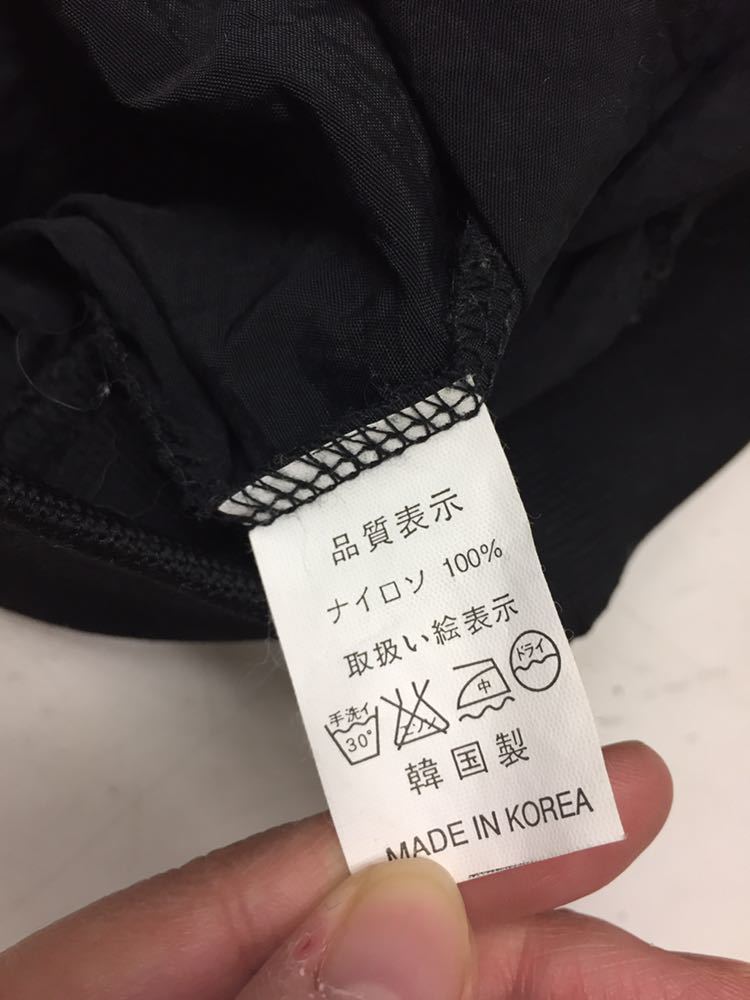 品質表示
ナイロソ 100%
取扱い絵表示
手洗イ 30° 中 ドライ
韓国製
MADE IN KOREA